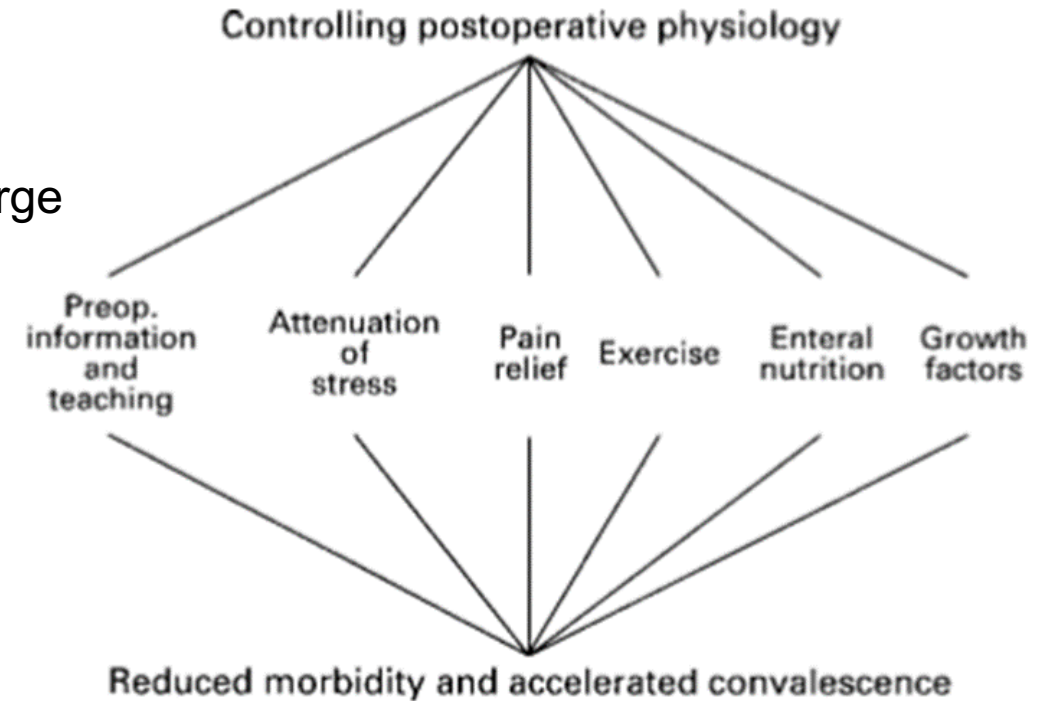 Controlling postoperative physiology
rge
Preop.
information
and
teaching
Attenuation
of
stress
Pain
relief
Exercise
Enteral
nutrition
Growth
factors
Reduced morbidity and accelerated convalescence